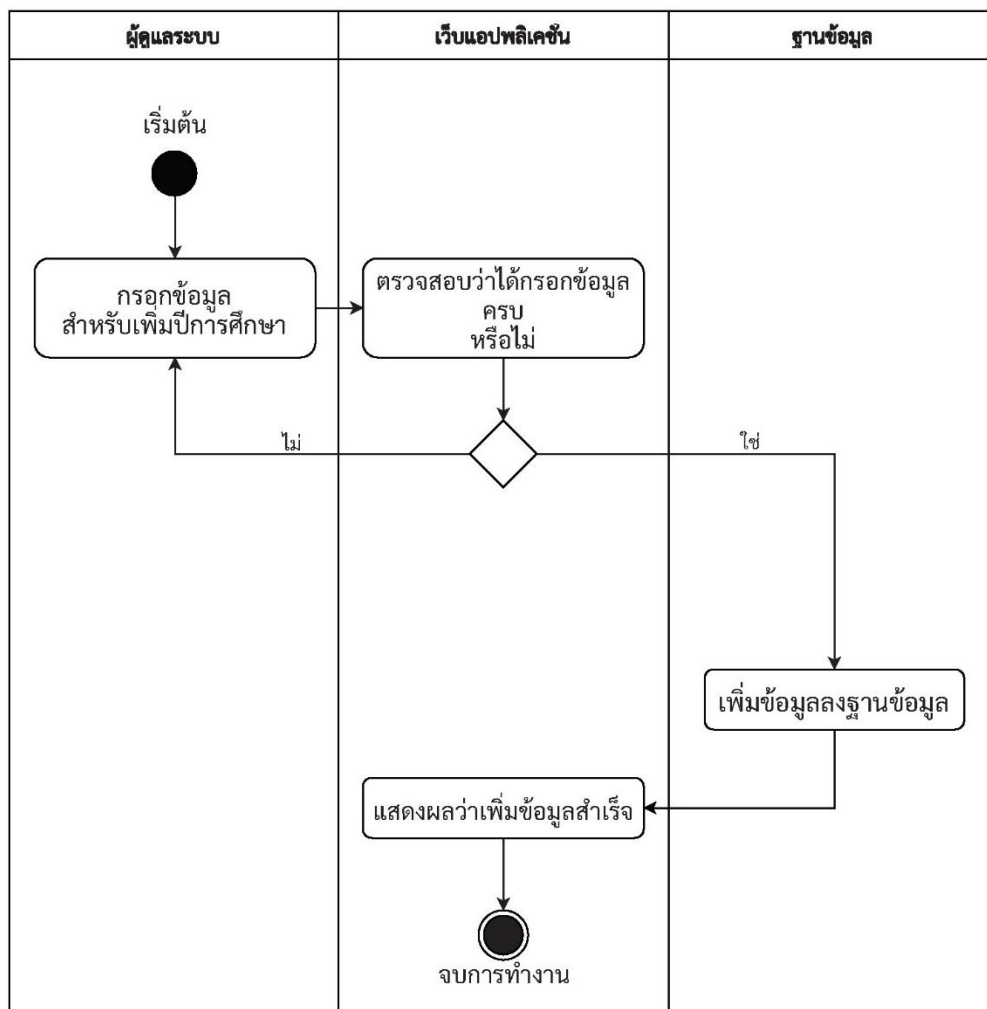 ผู้ดูแลระบบ
เว็บแอปพลิเคชั่น
ฐานข้อมูล
เริ่มต้น
กรอกข้อมูล
สำหรับเพิ่มปีการศึกษา
ตรวจสอบว่าได้กรอกข้อมูล
ครบ
หรือไม่
ไม่
ใช่
เพิ่มข้อมูลลงฐานข้อมูล
แสดงผลว่าเพิ่มข้อมูลสำเร็จ
จบการทำงาน